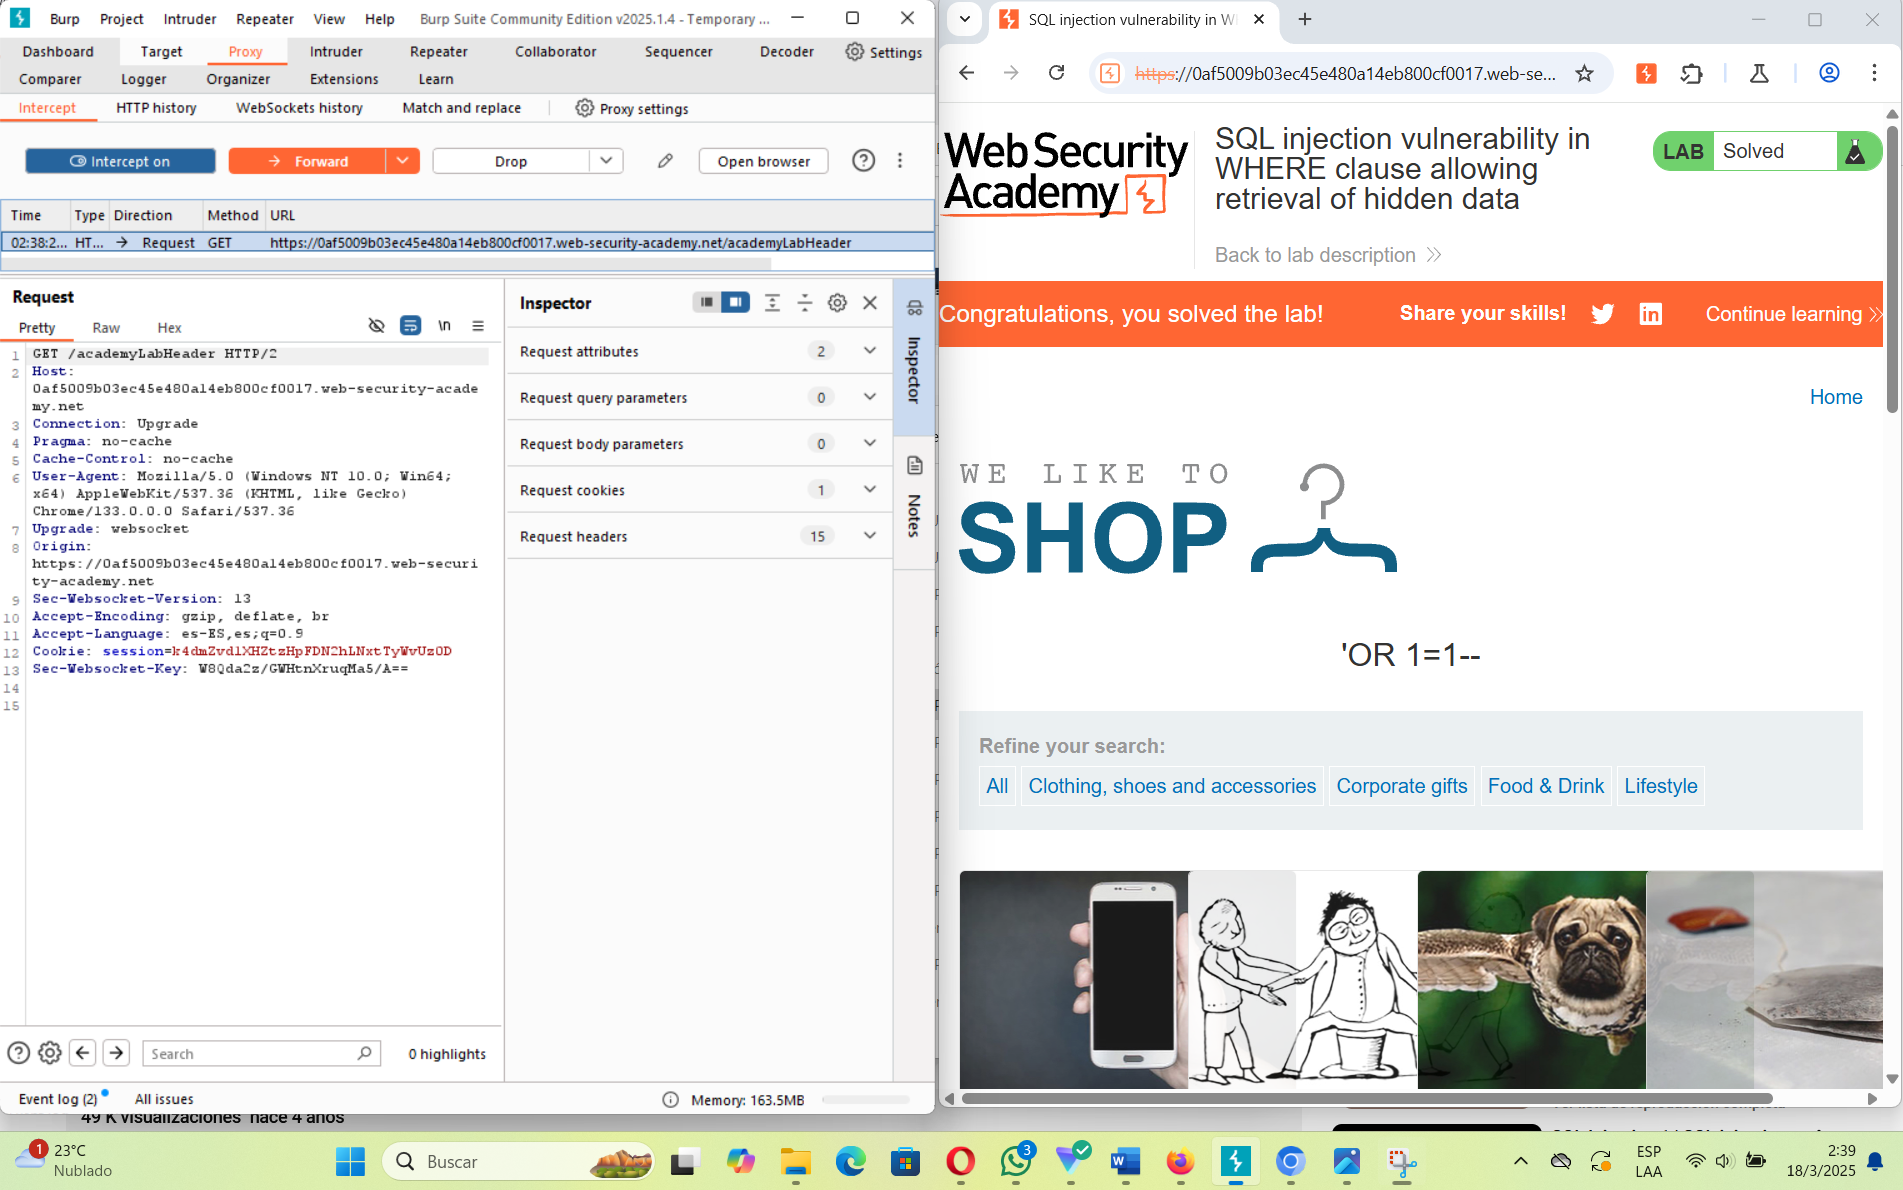 Burp Project Intruder Repeater View Help Burp Suite Community Edition v2025.1.4 - Temporary ...
Dashboard Target Proxy Intruder Repeater Collaborator Sequencer Decoder Settings
Comparer Logger Organizer Extensions Learn
Intercept HTTP history WebSockets history Match and replace Proxy settings
Intercept on Forward Drop Open browser
Time Type Direction Method URL
02:38:2... HT... Request GET https://0af5009b03ec45e480a14eb800cf0017.web-security-academy.net/academyLabHeader
Request
Pretty Raw Hex \n
1 GET /academyLabHeader HTTP/2
2 Host:
0af5009b03ec45e480a14eb800cf0017.web-security-acade
my.net
3 Connection: Upgrade
4 Pragma: no-cache
5 Cache-Control: no-cache
6 User-Agent: Mozilla/5.0 (Windows NT 10.0; Win64;
x64) AppleWebKit/537.36 (KHTML, like Gecko)
Chrome/133.0.0.0 Safari/537.36
7 Upgrade: websocket
8 Origin:
https://0af5009b03ec45e480a14eb800cf0017.web-securi
ty-academy.net
9 Sec-Websocket-Version: 13
10 Accept-Encoding: gzip, deflate, br
11 Accept-Language: es-ES,es;q=0.9
12 Cookie: session=k4dmZvd1XHZtzHpFDN2hLNxtTyWvUz0D
13 Sec-Websocket-Key: W8Qda2z/GWHtnXruqMa5/A==
14
15
Inspector
Request attributes 2
Request query parameters 0
Request body parameters 0
Request cookies 1
Request headers 15
Inspector
Notes
Search
0 highlights
Event log (2) All issues
Memory: 163.5MB
49 K visualizaciones hace 4 años
SQL injection vulnerability in W
https://0af5009b03ec45e480a14eb800cf0017.web-se...
Web Security
Academy
SQL injection vulnerability in
WHERE clause allowing
retrieval of hidden data
Back to lab description
LAB Solved
Congratulations, you solved the lab!
Share your skills!
Continue learning
Home
WE LIKE TO
SHOP
'OR 1=1--
Refine your search:
All Clothing, shoes and accessories Corporate gifts Food & Drink Lifestyle
1
23°C
Nublado
Buscar
3
ESP
LAA
2:39
18/3/2025